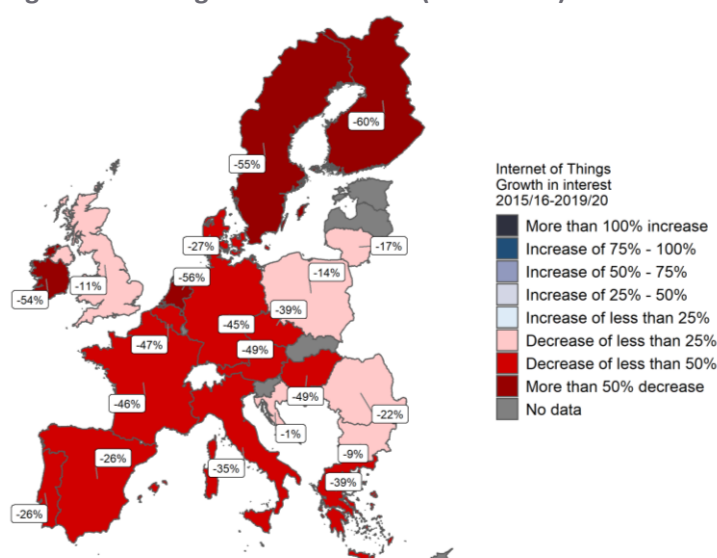 -60%
-55%
-27%
-17%
-56%
-14%
-54%
-11%
-39%
-45%
-47%
-49%
-46%
-49%
-22%
-1%
-26%
-9%
-35%
-39%
-26%
Internet of Things
Growth in interest
2015/16-2019/20
More than 100% increase
Increase of 75% - 100%
Increase of 50% - 75%
Increase of 25% - 50%
Increase of less than 25%
Decrease of less than 25%
Decrease of less than 50%
More than 50% decrease
No data